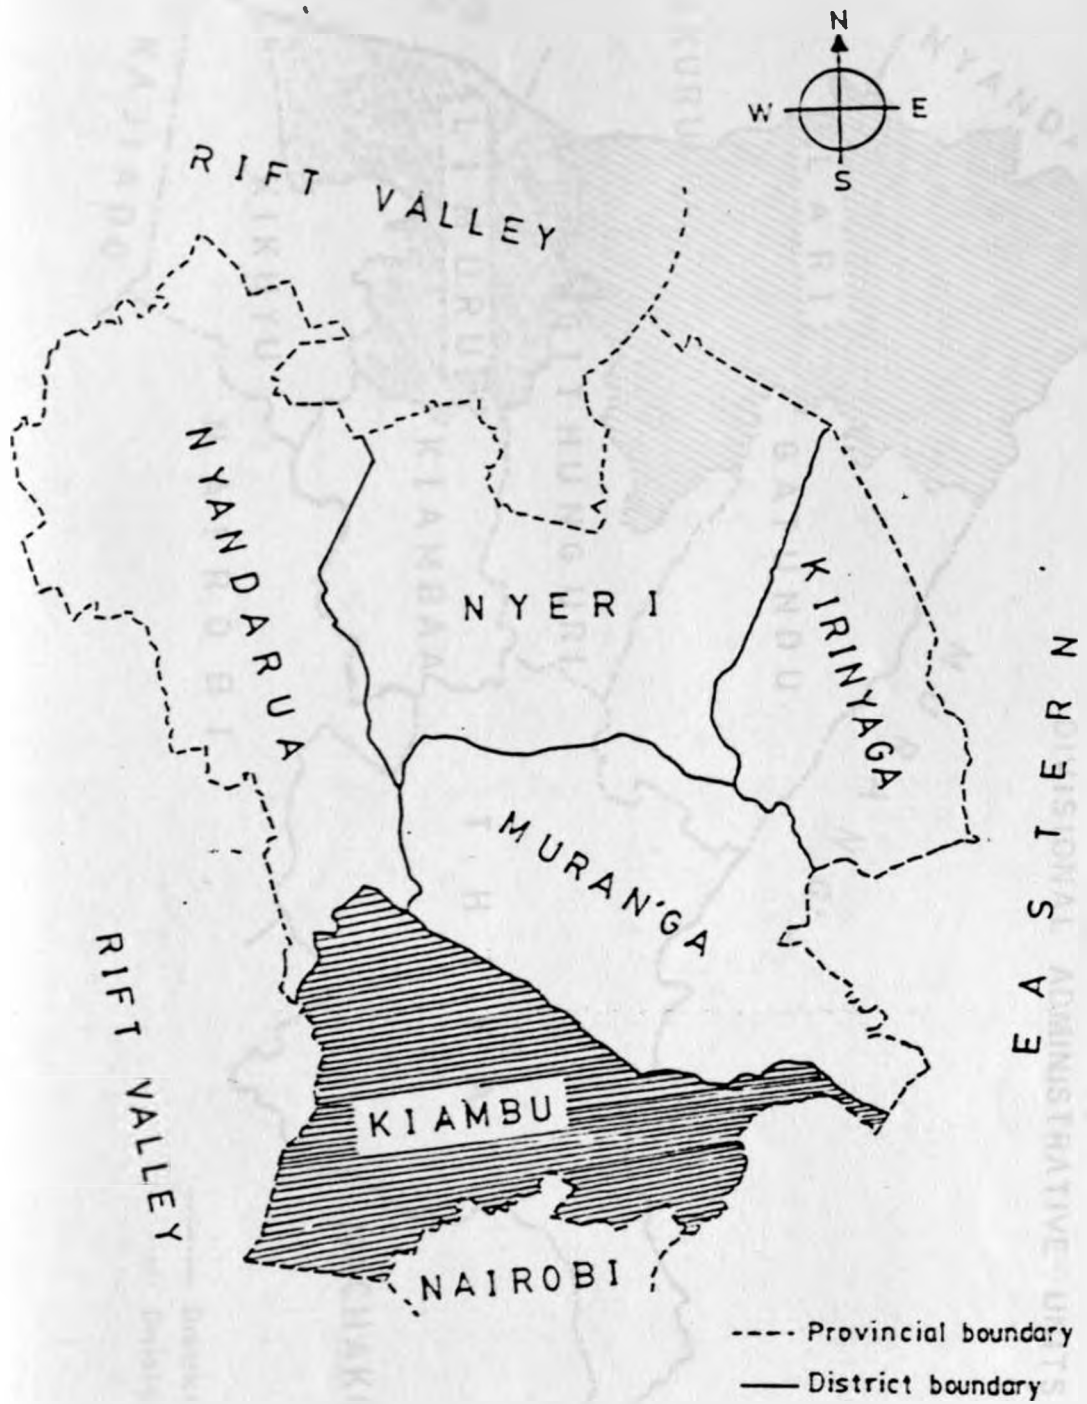 N
W E
S
RIFT VALLEY
NYANDARUA
NYERI
KIRINYAGA
EASTERN
MURAN'GA
RIFT VALLEY
KIAMBU
NAIROBI
Provincial boundary
District boundary